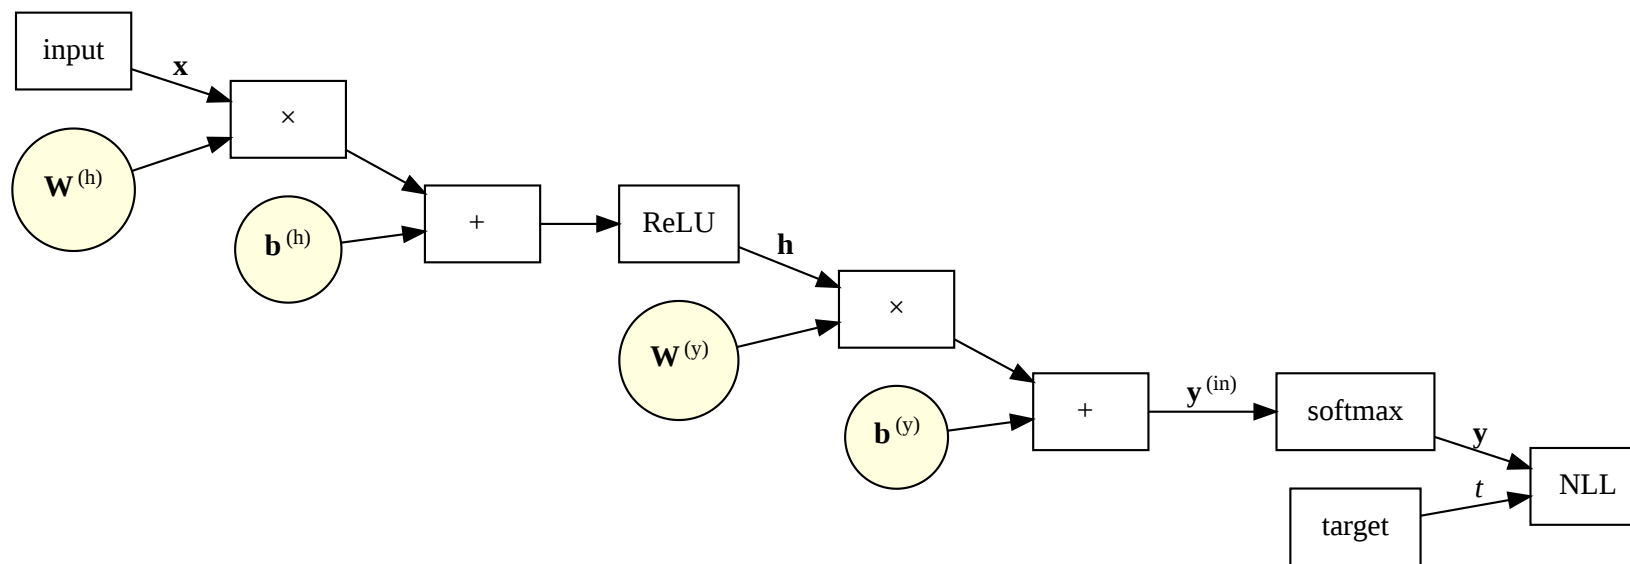 input
x
×
W (h)
b (h)
+
ReLU
h
×
W (y)
b (y)
+
y (in)
softmax
y
NLL
t
target